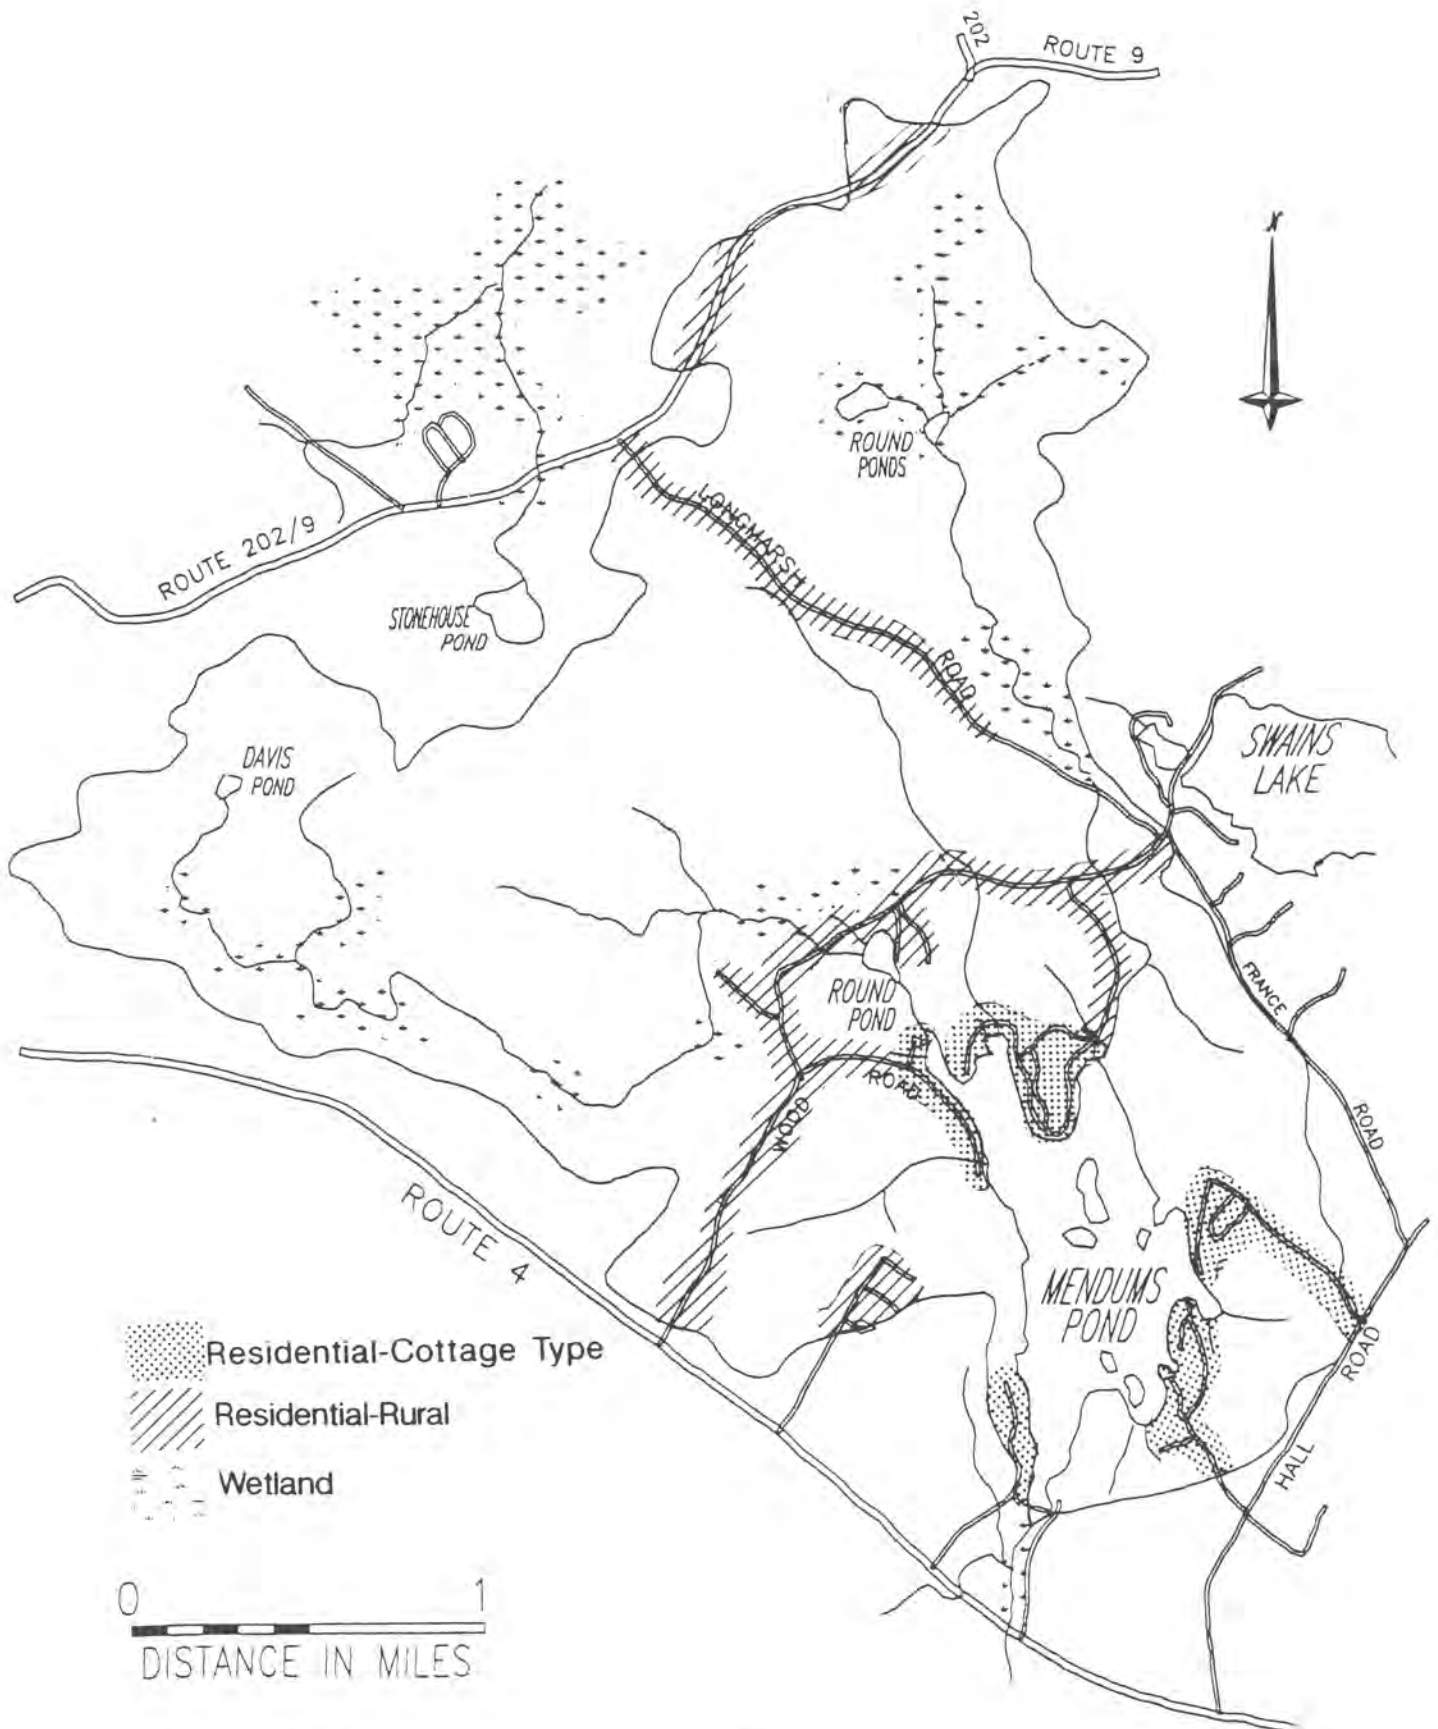 202
ROUTE 9
N
ROUND
PONDS
LONGMARSH
ROUTE 202/9
STONEHOUSE
POND
ROAD
SWAINS
LAKE
DAVIS
POND
FRANCE
ROUND
POND
ROAD
WOOD
ROAD
ROUTE 4
MENDUMS
POND
ROAD
HALL
Residential-Cottage Type
Residential-Rural
Wetland
0 1
DISTANCE IN MILES